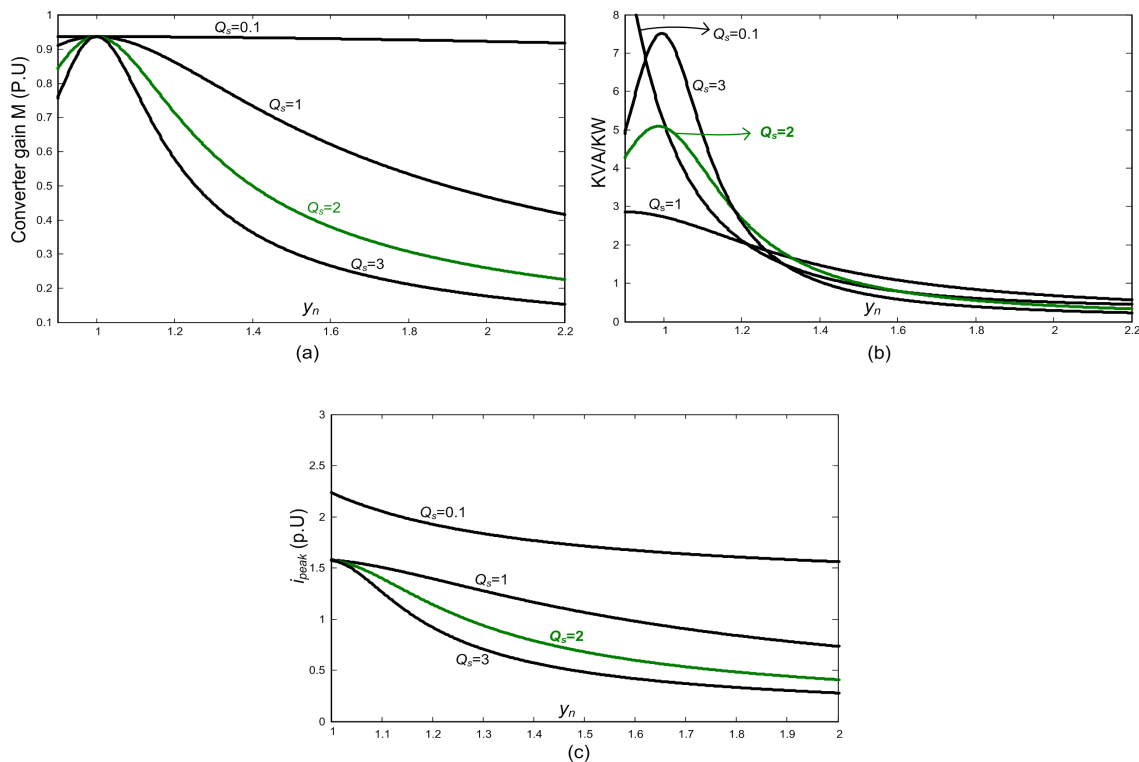 Converter gain M (P.U)
1
0.9
0.8
0.7
0.6
0.5
0.4
0.3
0.2
0.1
Qs=0.1
Qs=1
Qs=2
Qs=3
yn
1
1.2
1.4
1.6
1.8
2
2.2
(a)
KVA/KW
8
7
6
5
4
3
2
1
0
Qs=0.1
Qs=3
Qs=2
Qs=1
yn
1
1.2
1.4
1.6
1.8
2
2.2
(b)
ipeak (p.U)
3
2.5
2
1.5
1
0.5
0
Qs=0.1
Qs=1
Qs=2
Qs=3
yn
1
1.1
1.2
1.3
1.4
1.5
1.6
1.7
1.8
1.9
2
(c)